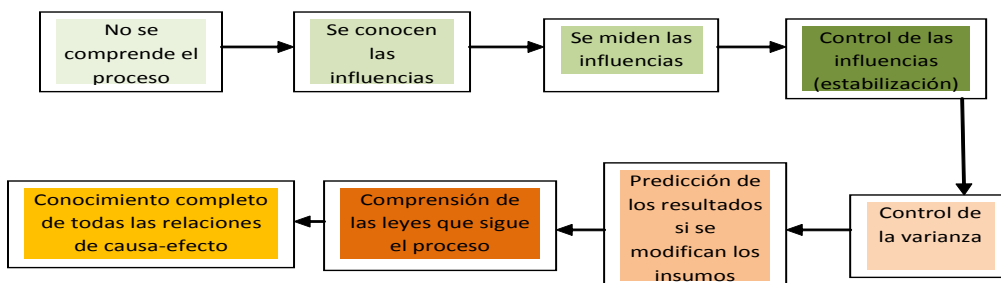 No se
comprende el
proceso
Se conocen
las
influencias
Se miden las
influencias
Control de las
influencias
(estabilización)
Control de
la varianza
Predicción de
los resultados
si se
modifican los
insumos
Comprensión de
las leyes que sigue
el proceso
Conocimiento completo
de todas las relaciones
de causa-efecto